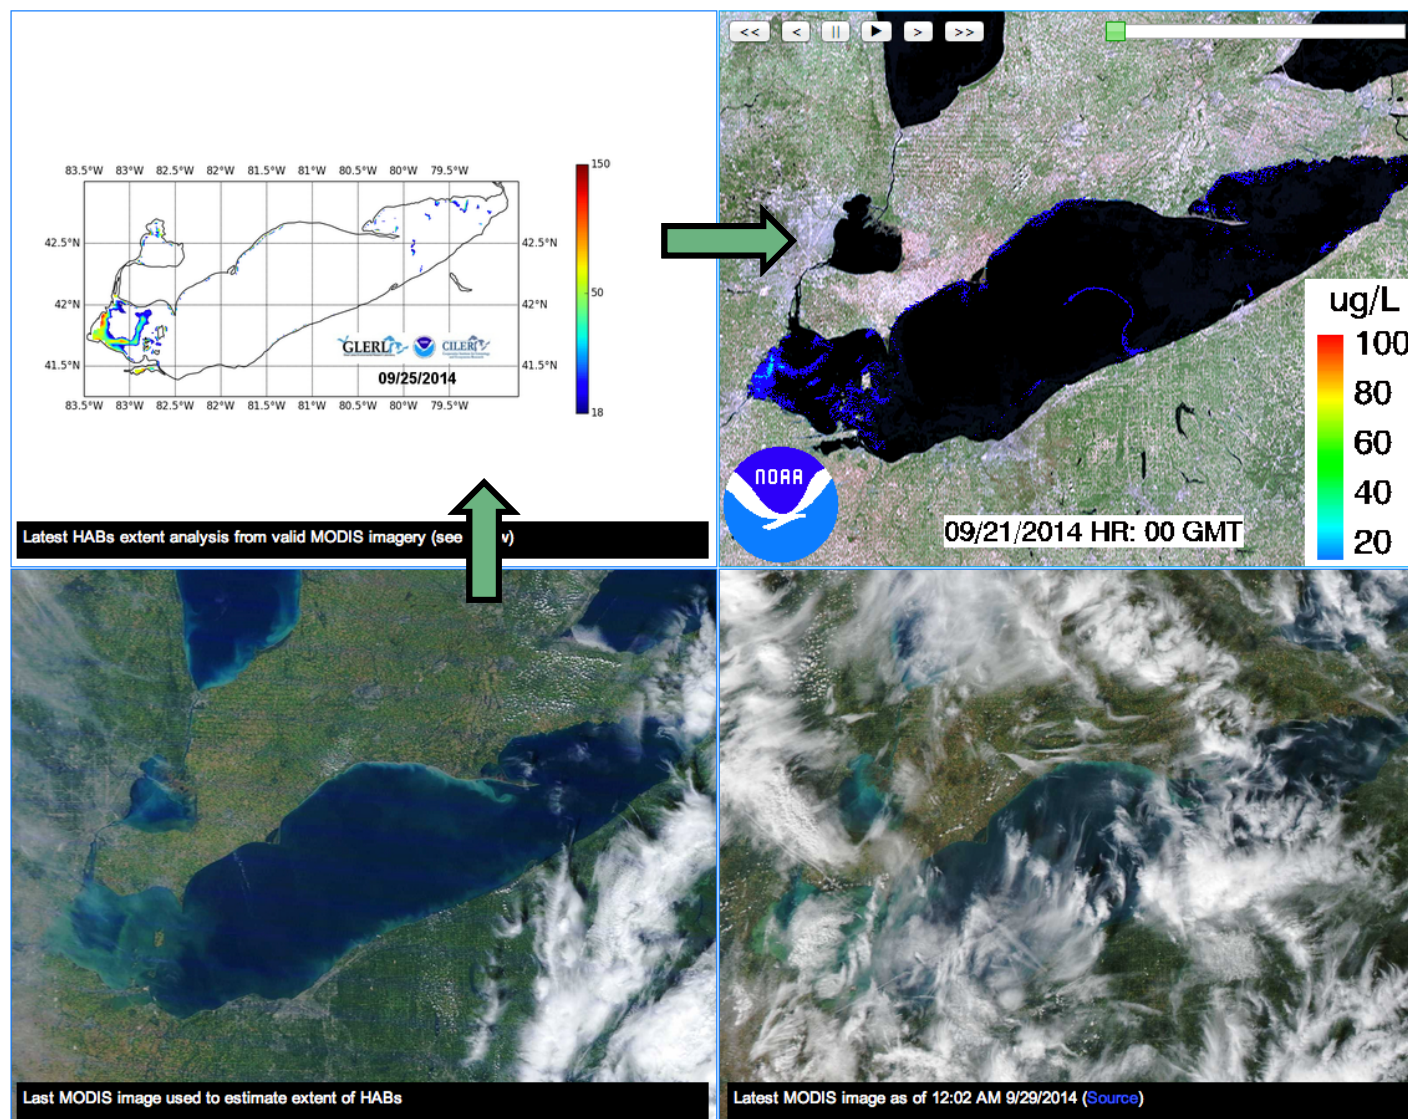 << < || ▶ > >>
83.5°W 83°W 82.5°W 82°W 81.5°W 81°W 80.5°W 80°W 79.5°W
150
42.5°N 42.5°N
50
42°N 42°N
GLERL CILER
41.5°N 41.5°N
09/25/2014
18
83.5°W 83°W 82.5°W 82°W 81.5°W 81°W 80.5°W 80°W 79.5°W
Latest HABs extent analysis from valid MODIS imagery (see w)
ug/L
100
80
60
40
20
NOAA
09/21/2014 HR: 00 GMT
Last MODIS image used to estimate extent of HABs
Latest MODIS image as of 12:02 AM 9/29/2014 (Source)